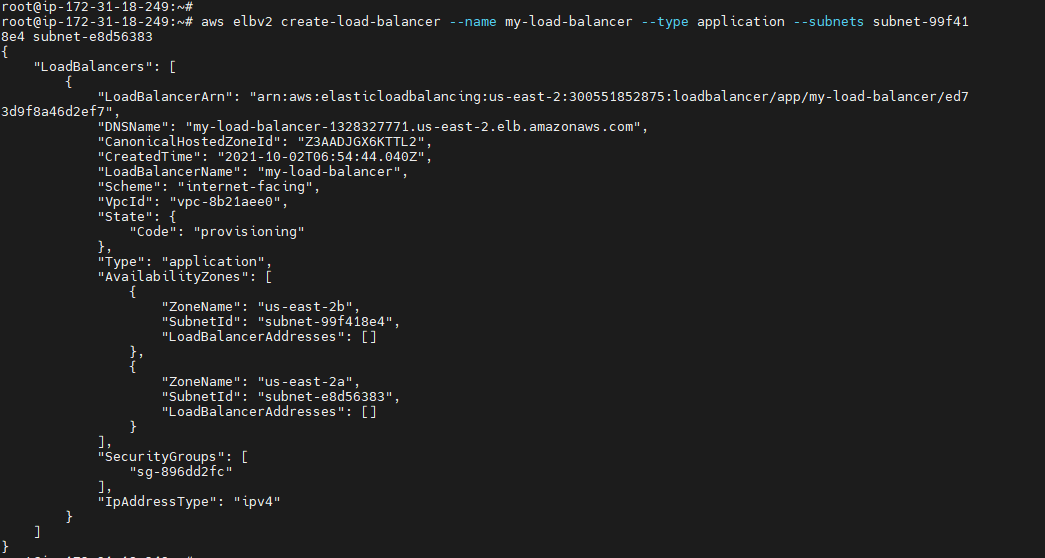 root@ip-172-31-18-249:~#
root@ip-172-31-18-249:~# aws elbv2 create-load-balancer --name my-load-balancer --type application --subnets subnet-99f41
8e4 subnet-e8d56383
{
    "LoadBalancers": [
        {
            "LoadBalancerArn": "arn:aws:elasticloadbalancing:us-east-2:300551852875:loadbalancer/app/my-load-balancer/ed7
3d9f8a46d2ef7",
            "DNSName": "my-load-balancer-1328327771.us-east-2.elb.amazonaws.com",
            "CanonicalHostedZoneId": "Z3AADJGX6KTTL2",
            "CreatedTime": "2021-10-02T06:54:44.040Z",
            "LoadBalancerName": "my-load-balancer",
            "Scheme": "internet-facing",
            "VpcId": "vpc-8b21aee0",
            "State": {
                "Code": "provisioning"
            },
            "Type": "application",
            "AvailabilityZones": [
                {
                    "ZoneName": "us-east-2b",
                    "SubnetId": "subnet-99f418e4",
                    "LoadBalancerAddresses": []
                },
                {
                    "ZoneName": "us-east-2a",
                    "SubnetId": "subnet-e8d56383",
                    "LoadBalancerAddresses": []
                }
            ],
            "SecurityGroups": [
                "sg-896dd2fc"
            ],
            "IpAddressType": "ipv4"
        }
    ]
}